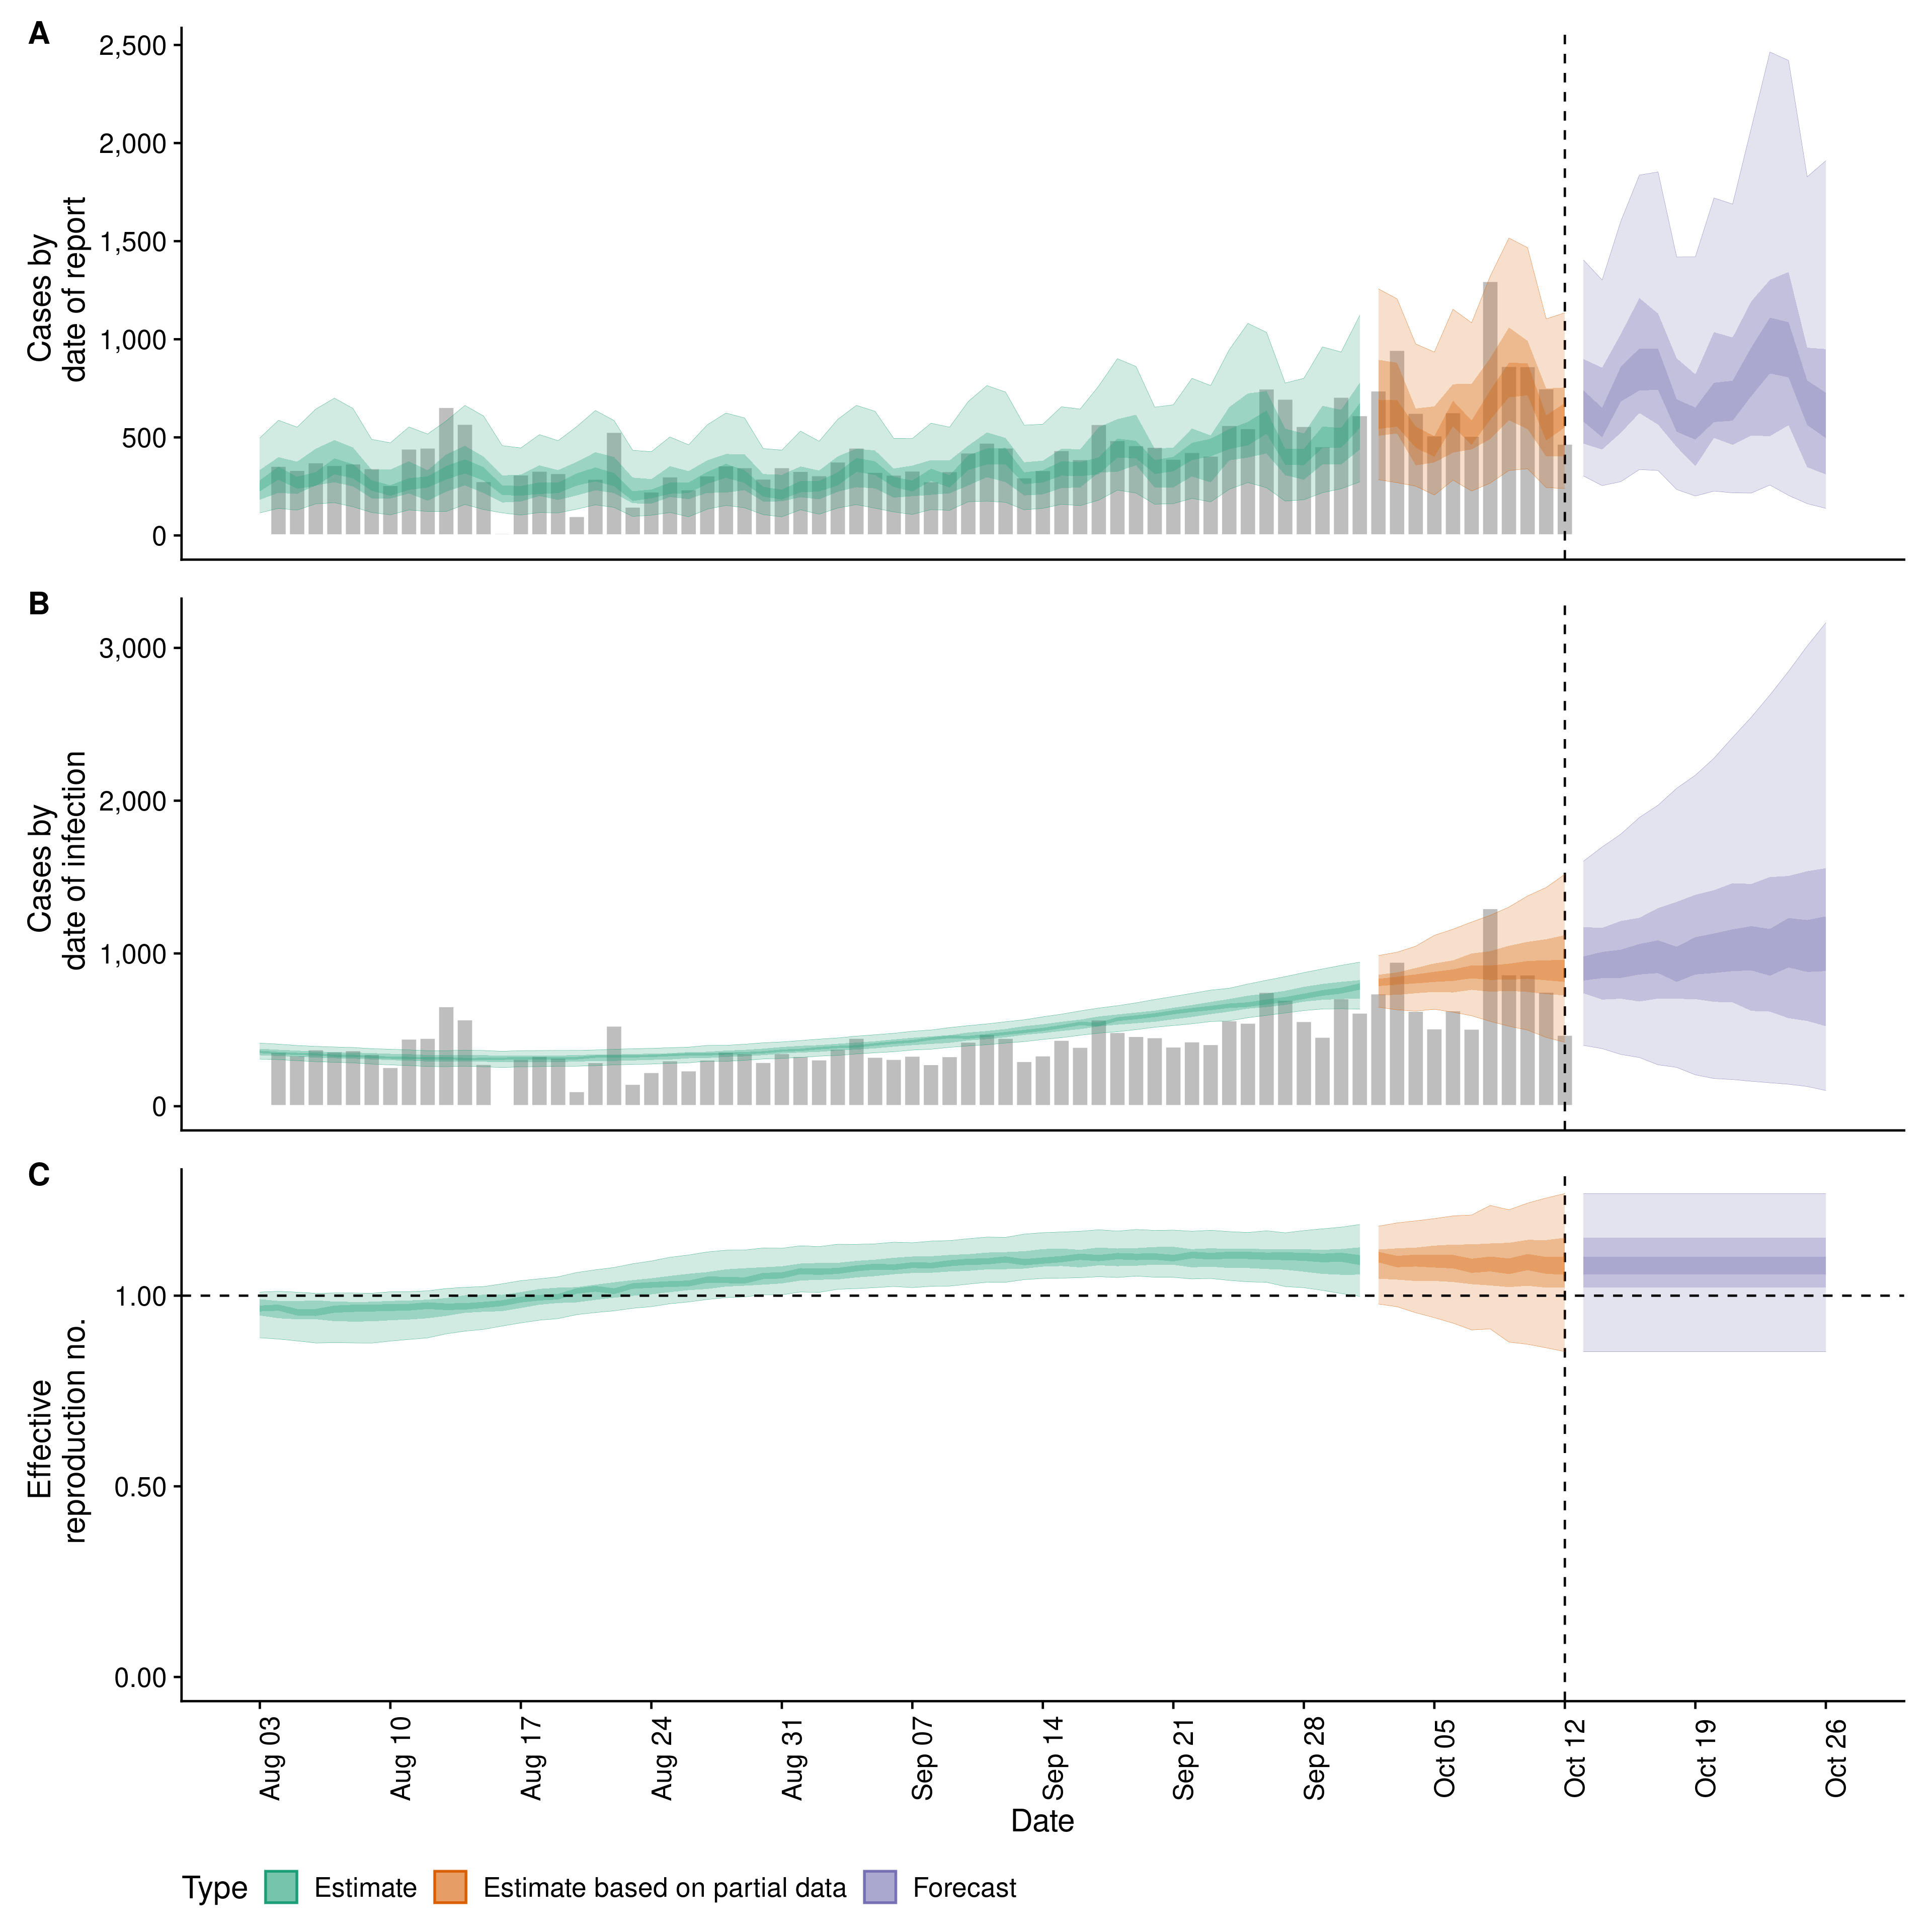 A
2,500
2,000
1,500
1,000
500
0
Cases by
date of report
B
3,000
2,000
1,000
0
Cases by
date of infection
C
1.00
0.50
0.00
Effective
reproduction no.
Aug 03
Aug 10
Aug 17
Aug 24
Aug 31
Sep 07
Sep 14
Sep 21
Sep 28
Oct 05
Oct 12
Oct 19
Oct 26
Date
Type Estimate Estimate based on partial data Forecast